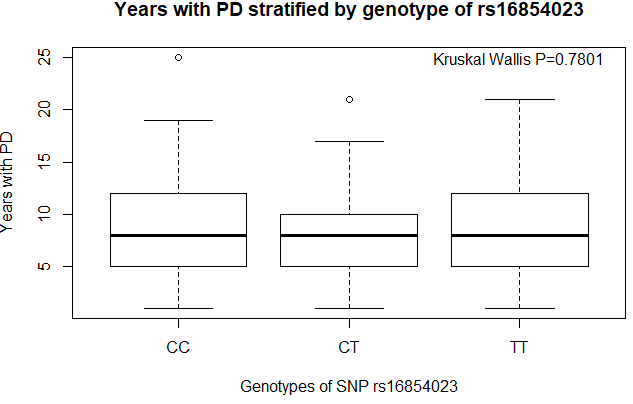 Years with PD stratified by genotype of rs16854023
Kruskal Wallis P=0.7801
Years with PD
25
20
15
10
5
CC CT TT
Genotypes of SNP rs16854023